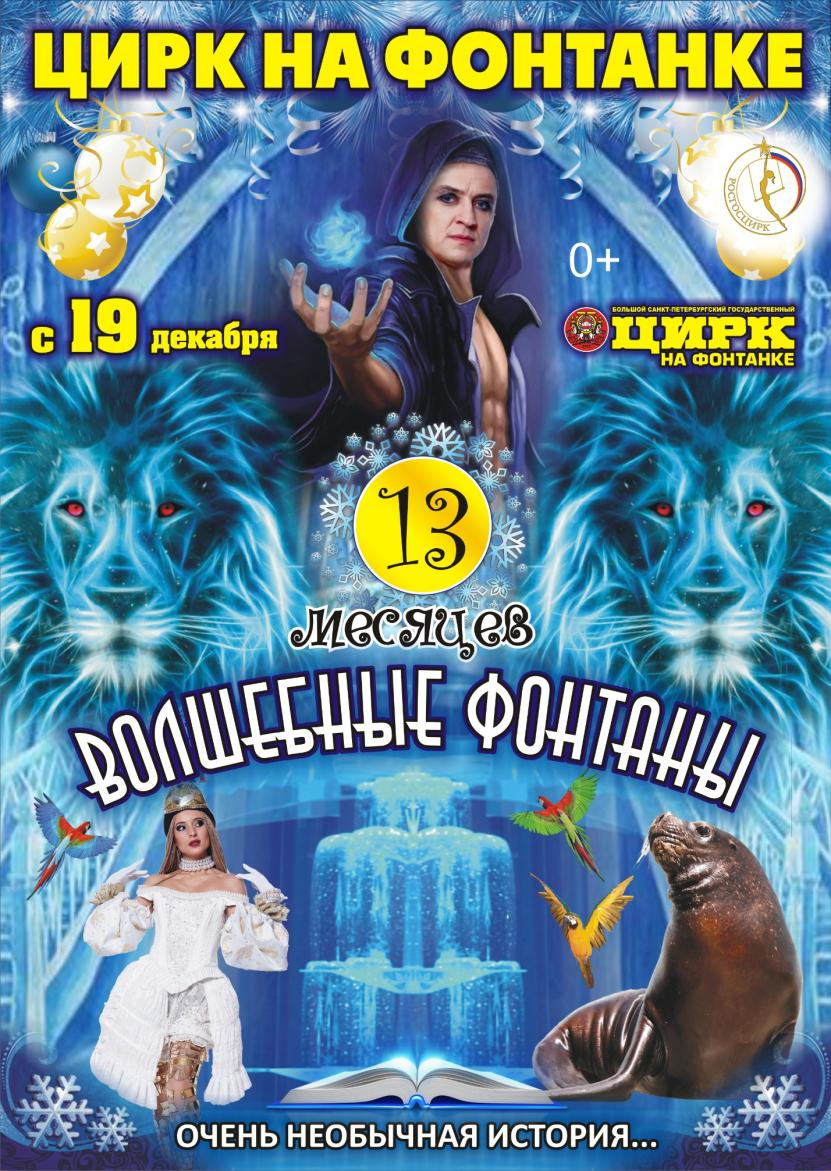 ЦИРК НА ФОНТАНКЕ
РОСГОСЦИРК
0+
с 19 декабря
БОЛЬШОЙ САНКТ-ПЕТЕРБУРГСКИЙ ГОСУДАРСТВЕННЫЙ
ЦИРК
НА ФОНТАНКЕ
13
месяцев
ВОЛШЕБНЫЕ ФОНТАНЫ
ОЧЕНЬ НЕОБЫЧНАЯ ИСТОРИЯ...